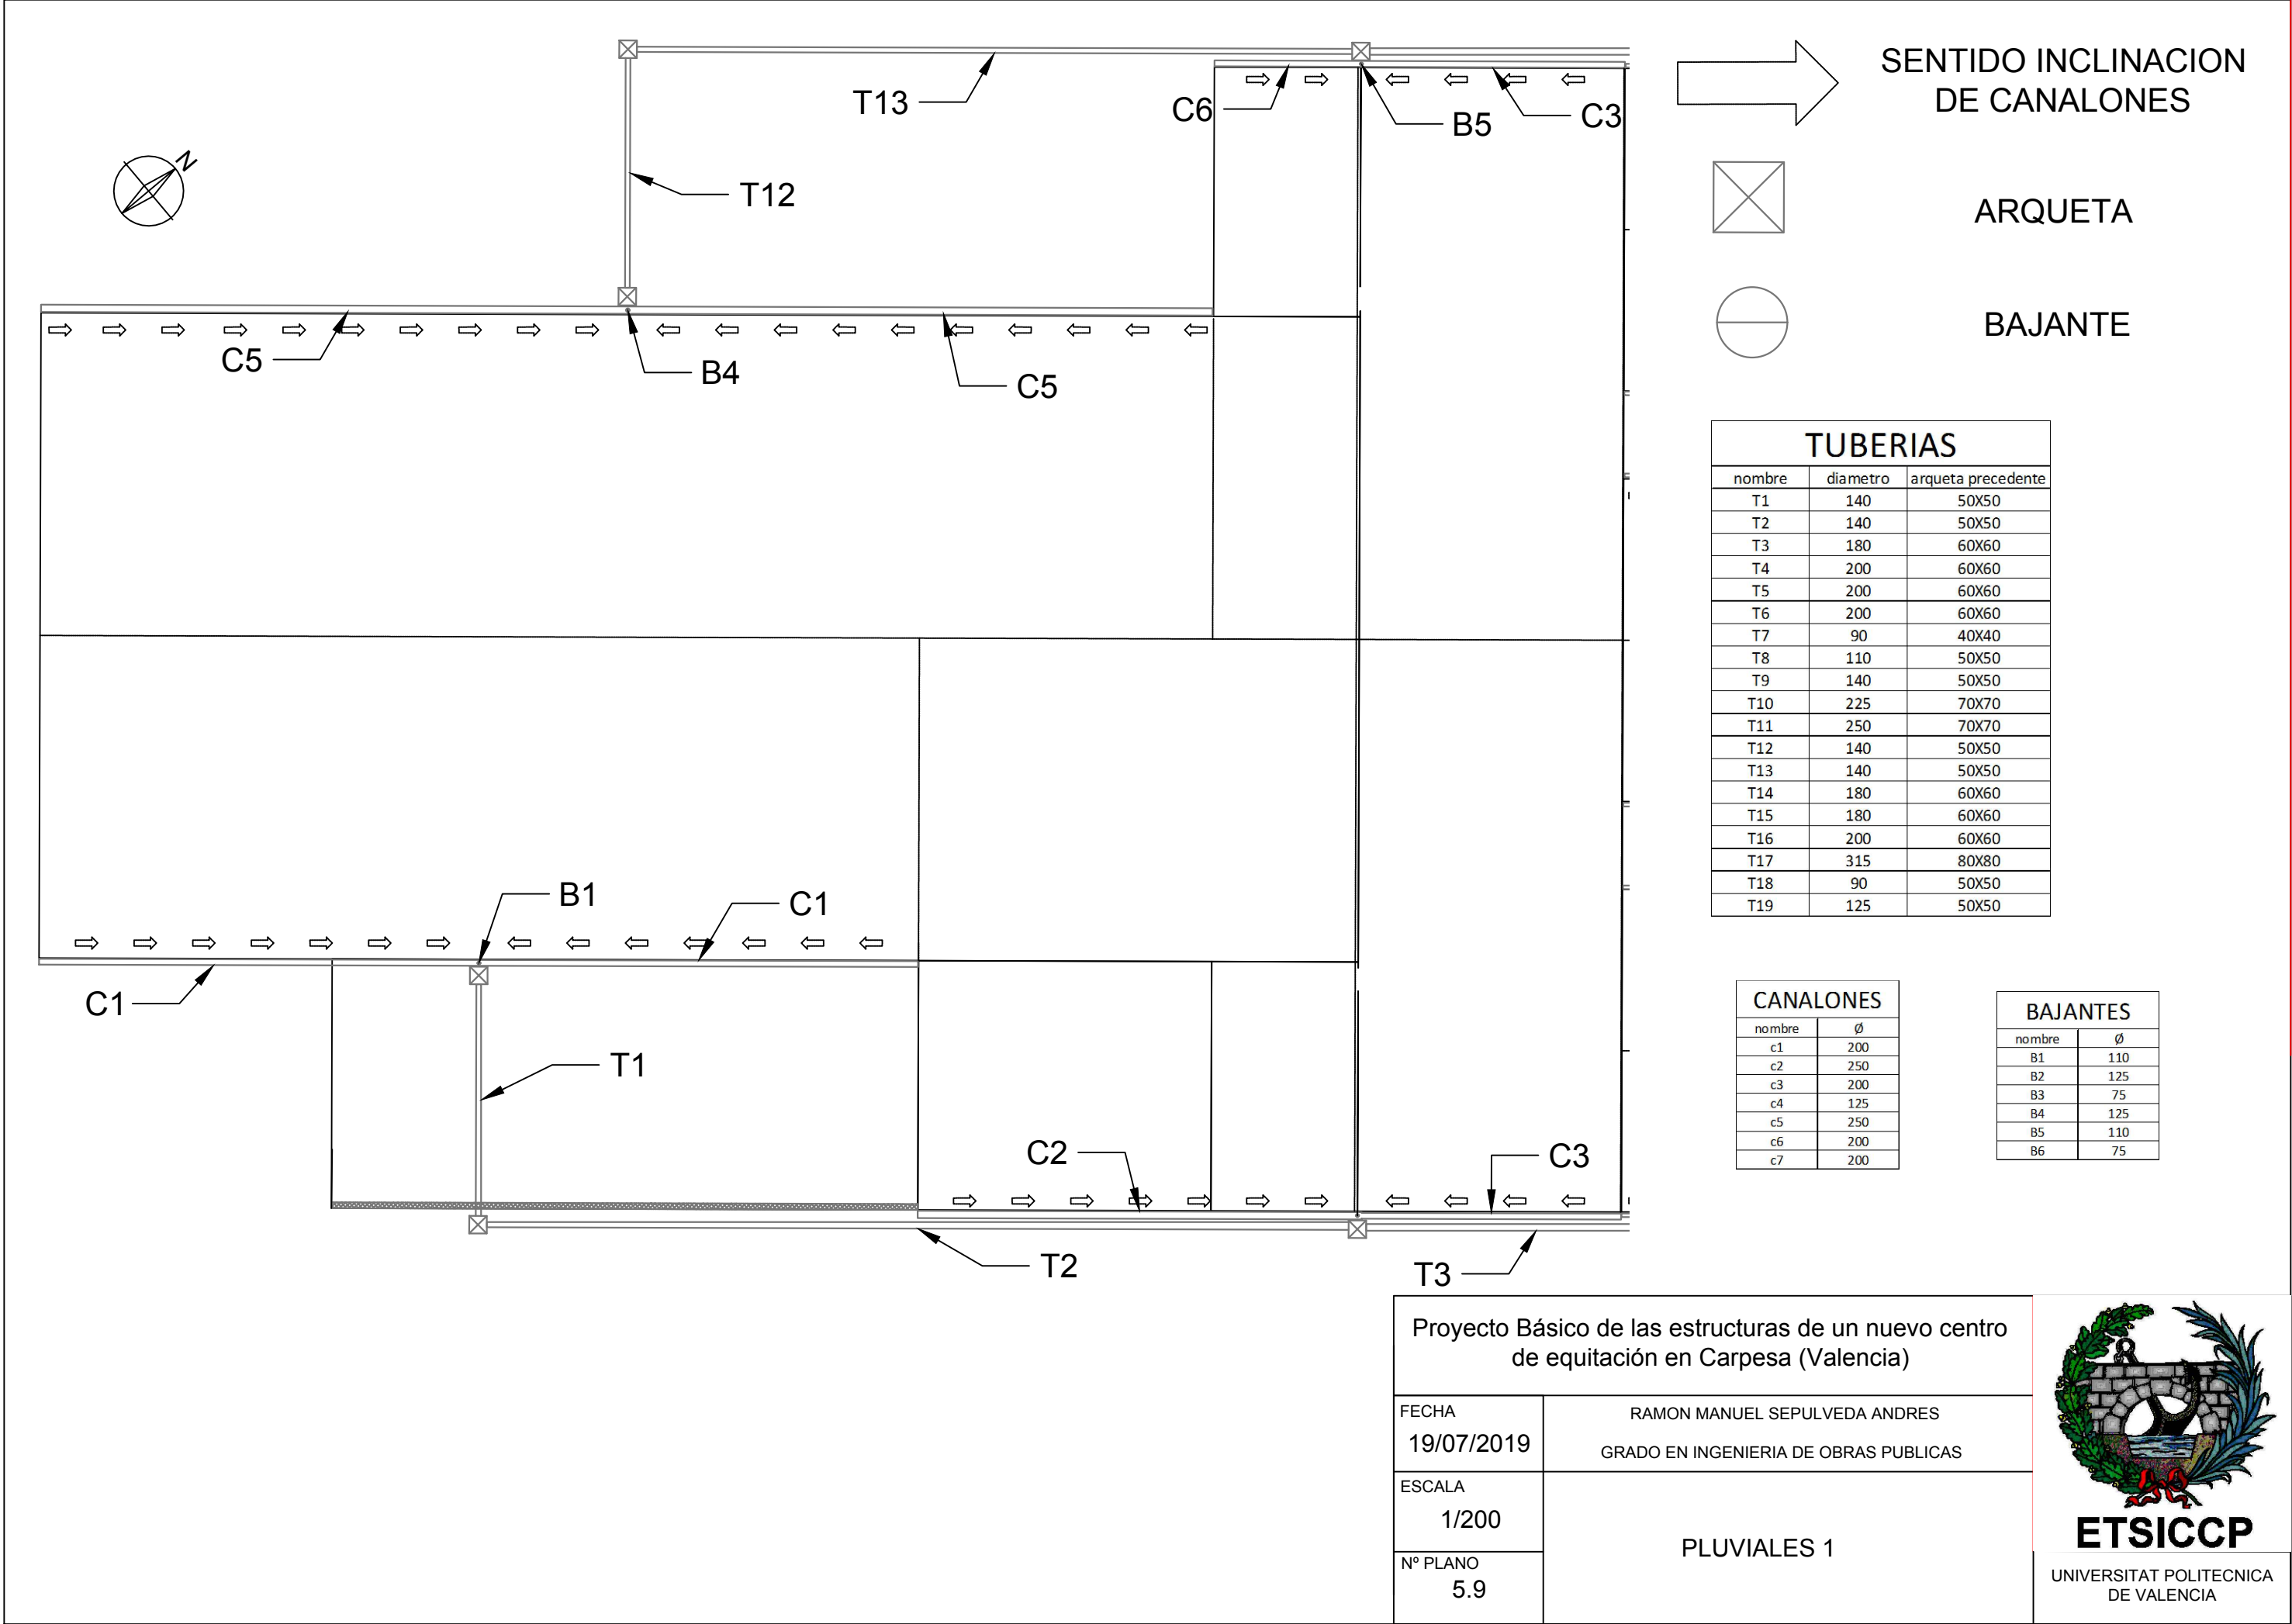 SENTIDO INCLINACION
DE CANALONES
ARQUETA
BAJANTE
N
T13
C6
B5
C3
T12
C5
B4
C5
B1
C1
C1
T1
C2
C3
T2
T3
TUBERIAS
nombre diametro arqueta precedente
T1 140 50X50
T2 140 50X50
T3 180 60X60
T4 200 60X60
T5 200 60X60
T6 200 60X60
T7 90 40X40
T8 110 50X50
T9 140 50X50
T10 225 70X70
T11 250 70X70
T12 140 50X50
T13 140 50X50
T14 180 60X60
T15 180 60X60
T16 200 60X60
T17 315 80X80
T18 90 50X50
T19 125 50X50
CANALONES
nombre Ø
c1 200
c2 250
c3 200
c4 125
c5 250
c6 200
c7 200
BAJANTES
nombre Ø
B1 110
B2 125
B3 75
B4 125
B5 110
B6 75
Proyecto Básico de las estructuras de un nuevo centro
de equitación en Carpesa (Valencia)
FECHA
19/07/2019
RAMON MANUEL SEPULVEDA ANDRES
GRADO EN INGENIERIA DE OBRAS PUBLICAS
ESCALA
1/200
Nº PLANO
5.9
PLUVIALES 1
ETSICCP
UNIVERSITAT POLITECNICA
DE VALENCIA